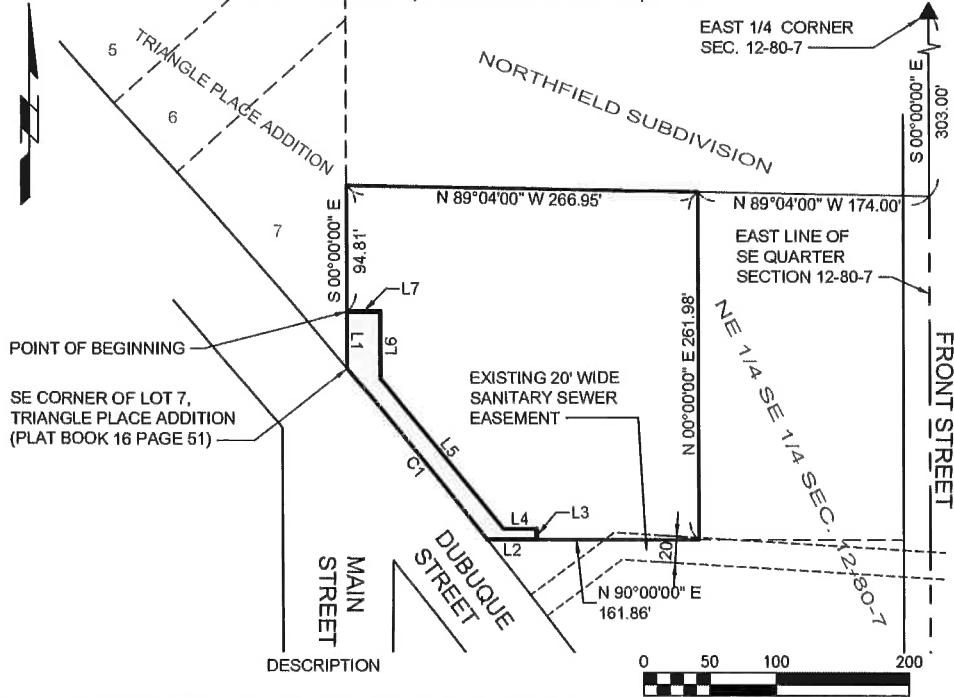 EAST 1/4 CORNER
SEC. 12-80-7
S 00°00'00" E
303.00'
5
TRIANGLE PLACE ADDITION
6
7
NORTHFIELD SUBDIVISION
N 89°04'00" W 266.95'
N 89°04'00" W 174.00'
S 00°00'00" E
94.81'
EAST LINE OF
SE QUARTER
SECTION 12-80-7
L7
L1
L6
POINT OF BEGINNING
SE CORNER OF LOT 7,
TRIANGLE PLACE ADDITION
(PLAT BOOK 16 PAGE 51)
EXISTING 20' WIDE
SANITARY SEWER
EASEMENT
N 00°00'00" E 261.98'
NE 1/4 SE 1/4 SEC. 12-80-7
FRONT STREET
L5
C1
L4
L3
L2
20'
N 90°00'00" E
161.86'
DUBUQUE
STREET
MAIN
STREET
DESCRIPTION
0 50 100 200